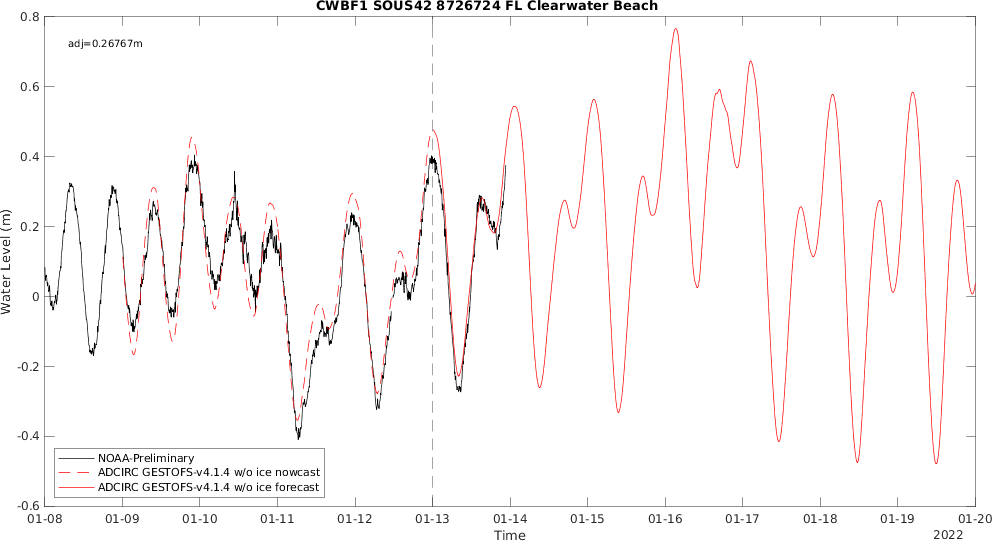 CWBF1 SOUS42 8726724 FL Clearwater Beach
adj=0.26767m
0.8
0.6
0.4
0.2
0
-0.2
-0.4
-0.6
Water Level (m)
NOAA-Preliminary
ADCIRC GESTOFS-v4.1.4 w/o ice nowcast
ADCIRC GESTOFS-v4.1.4 w/o ice forecast
01-08 01-09 01-10 01-11 01-12 01-13 01-14 01-15 01-16 01-17 01-18 01-19 01-20
Time
2022